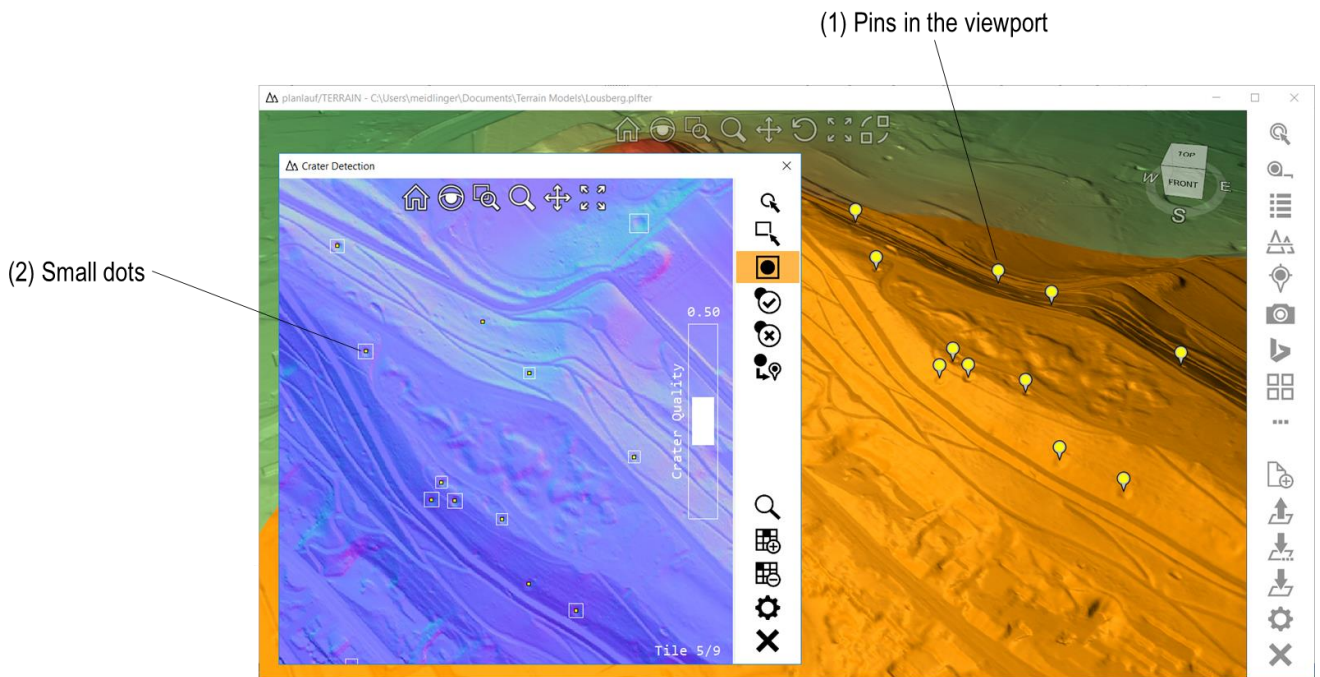 (1) Pins in the viewport
planlauf/TERRAIN - C:\Users\meidlinger\Documents\Terrain Models\Lousberg.plfter
Crater Detection
TOP
W FRONT E
S
(2) Small dots
0.50
Crater Quality
Tile 5/9